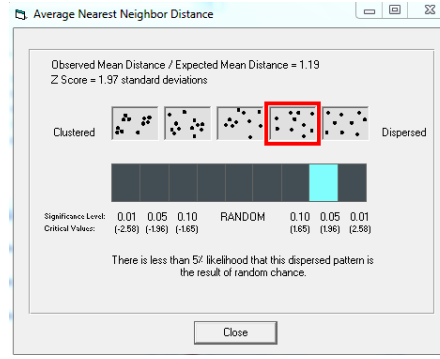 Average Nearest Neighbor Distance
Observed Mean Distance / Expected Mean Distance = 1.19
Z Score = 1.97 standard deviations
Clustered
Dispersed
Significance Level: 0.01 0.05 0.10 RANDOM 0.10 0.05 0.01
Critical Values: (-2.58) (-1.96) (-1.65) (1.65) (1.96) (2.58)
There is less than 5% likelihood that this dispersed pattern is
the result of random chance.
Close